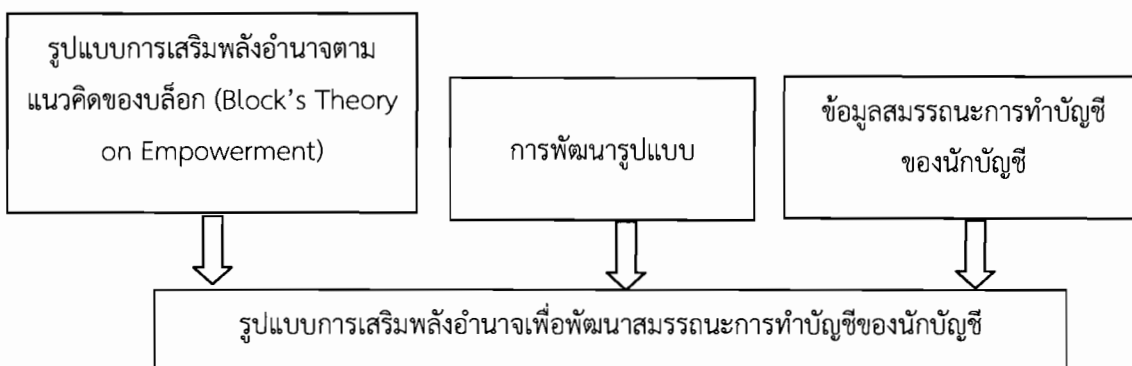 รูปแบบการเสริมพลังอำนาจตาม
แนวคิดของบล็อก (Block's Theory
on Empowerment)
การพัฒนารูปแบบ
ข้อมูลสมรรถนะการทำบัญชี
ของนักบัญชี
รูปแบบการเสริมพลังอำนาจเพื่อพัฒนาสมรรถนะการทำบัญชีของนักบัญชี